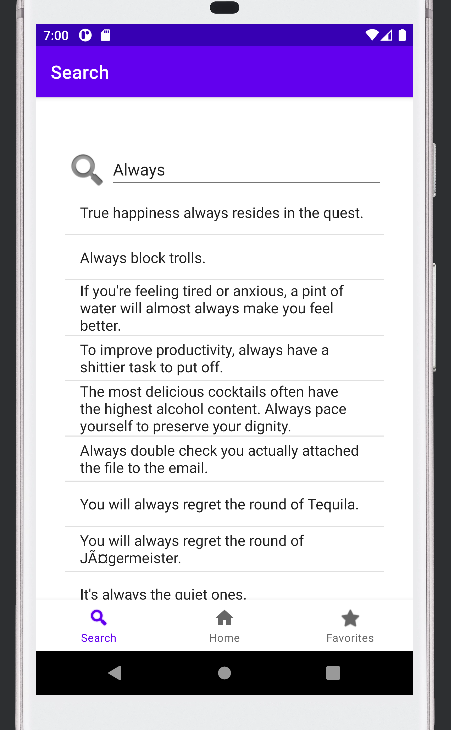 7:00
Search
Always
True happiness always resides in the quest.
Always block trolls.
If you're feeling tired or anxious, a pint of
water will almost always make you feel
better.
To improve productivity, always have a
shittier task to put off.
The most delicious cocktails often have
the highest alcohol content. Always pace
yourself to preserve your dignity.
Always double check you actually attached
the file to the email.
You will always regret the round of Tequila.
You will always regret the round of
JÃ¤germeister.
It's always the quiet ones.
Search
Home
Favorites